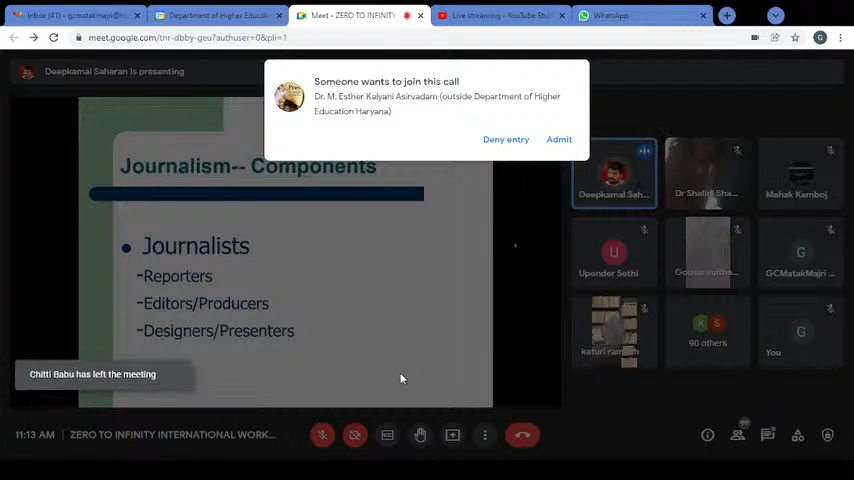 Inbox (41) – gzmatakmajri@
Department of Higher Educatio
Meet – ZERO TO INFINITY
Live streaming – YouTube Stu
WhatsApp
meet.google.com/tnr-dbby-geu?authuser=0&pli=1
G
Deepkamal Saharan is presenting
Someone wants to join this call
Dr. M. Esther Kalyani Asirvadam (outside Department of Higher
Education Haryana)
Deny entry Admit
Journalism-- Components
Journalists
-Reporters
-Editors/Producers
-Designers/Presenters
Deepkamal Sah...
Dr Shalini Sha...
Mahak Kamboj
U
Upender Sethi
G
GCMatakMajri
K S
90 others
G
You
Chitti Babu has left the meeting
11:13 AM | ZERO TO INFINITY INTERNATIONAL WORK...
99